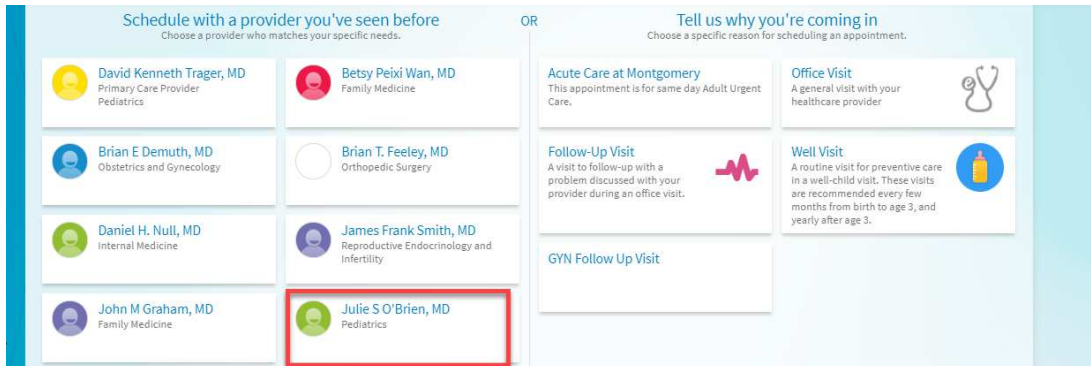 Schedule with a provider you've seen before
Choose a provider who matches your specific needs.
David Kenneth Trager, MD
Primary Care Provider
Pediatrics
Betsy Peixi Wan, MD
Family Medicine
Brian E Demuth, MD
Obstetrics and Gynecology
Brian T. Feeley, MD
Orthopedic Surgery
Daniel H. Null, MD
Internal Medicine
James Frank Smith, MD
Reproductive Endocrinology and
Infertility
John M Graham, MD
Family Medicine
Julie S O'Brien, MD
Pediatrics
OR
Tell us why you're coming in
Choose a specific reason for scheduling an appointment.
Acute Care at Montgomery
This appointment is for same day Adult Urgent
Care.
Office Visit
A general visit with your
healthcare provider
Follow-Up Visit
A visit to follow-up with a
problem discussed with your
provider during an office visit.
Well Visit
A routine visit for preventive care
in a well-child visit. These visits
are recommended every few
months from birth to age 3, and
yearly after age 3.
GYN Follow Up Visit